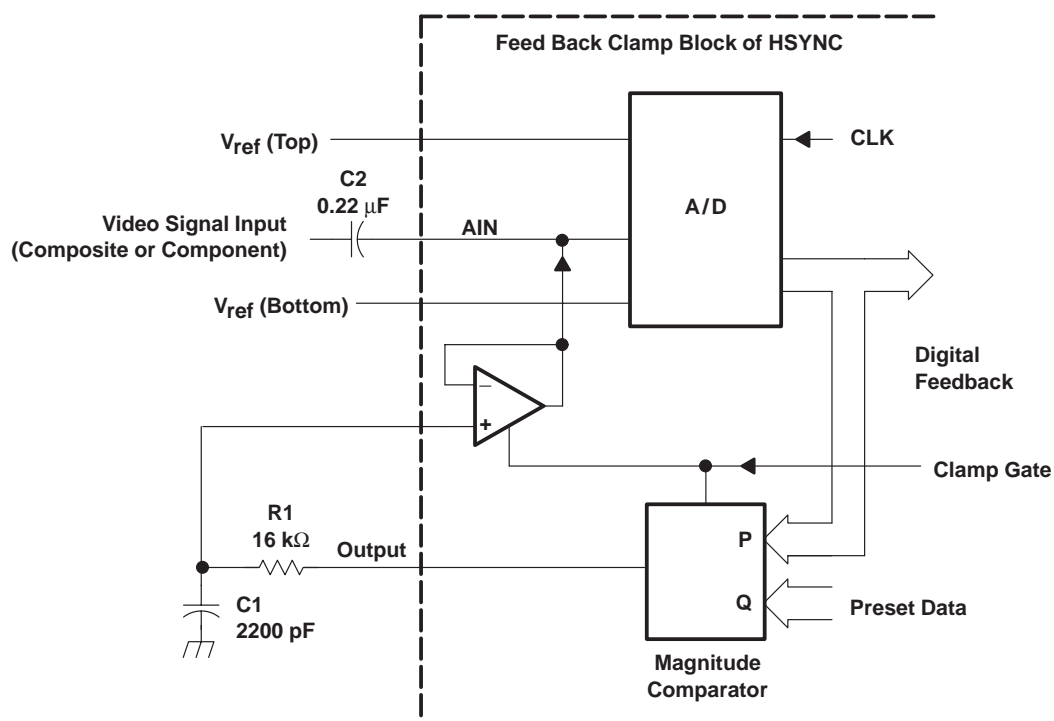 Feed Back Clamp Block of HSYNC
Vref (Top)
CLK
C2
0.22 μF
A/D
Video Signal Input
(Composite or Component)
AIN
Vref (Bottom)
Digital
Feedback
–
+
Clamp Gate
R1
16 kΩ
Output
P
C1
2200 pF
Q
Preset Data
Magnitude
Comparator